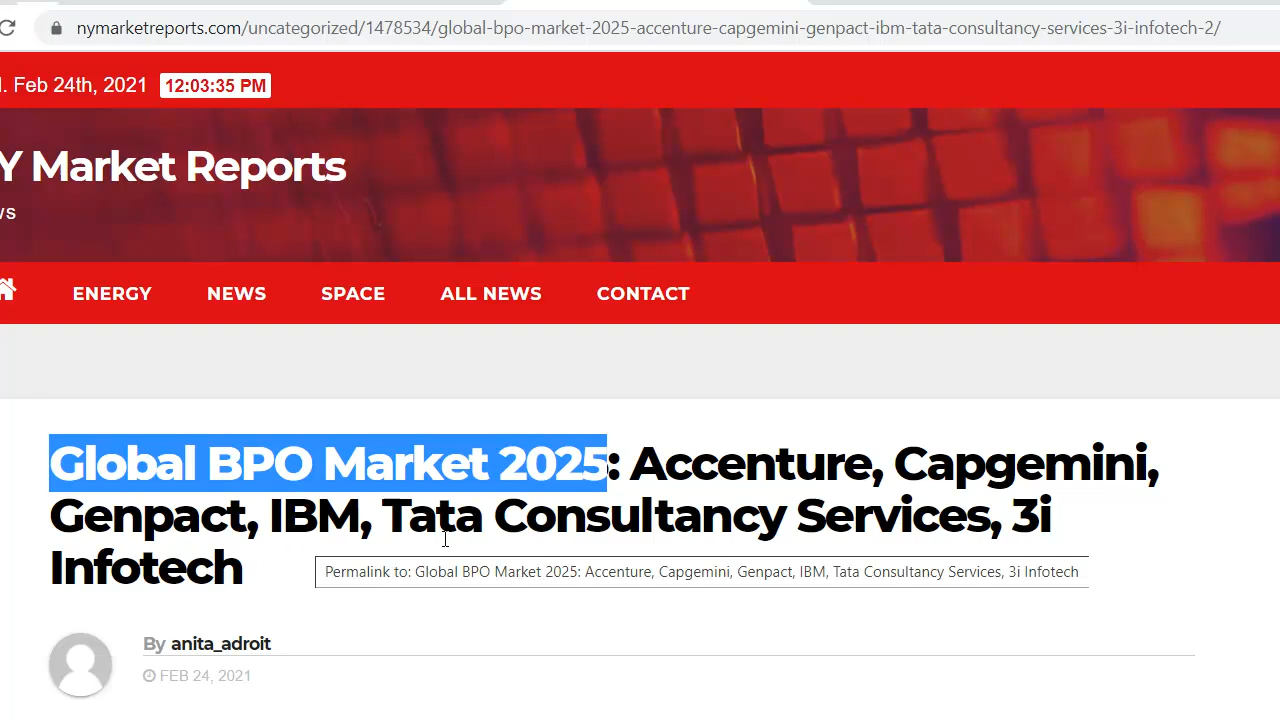 nymarketreports.com/uncategorized/1478534/global-bpo-market-2025-accenture-capgemini-genpact-ibm-tata-consultancy-services-3i-infotech-2/
Feb 24th, 2021 12:03:35 PM
Y Market Reports
ENERGY NEWS SPACE ALL NEWS CONTACT
Global BPO Market 2025: Accenture, Capgemini,
Genpact, IBM, Tata Consultancy Services, 3i
Infotech
Permalink to: Global BPO Market 2025: Accenture, Capgemini, Genpact, IBM, Tata Consultancy Services, 3i Infotech
By anita_adroit
FEB 24, 2021